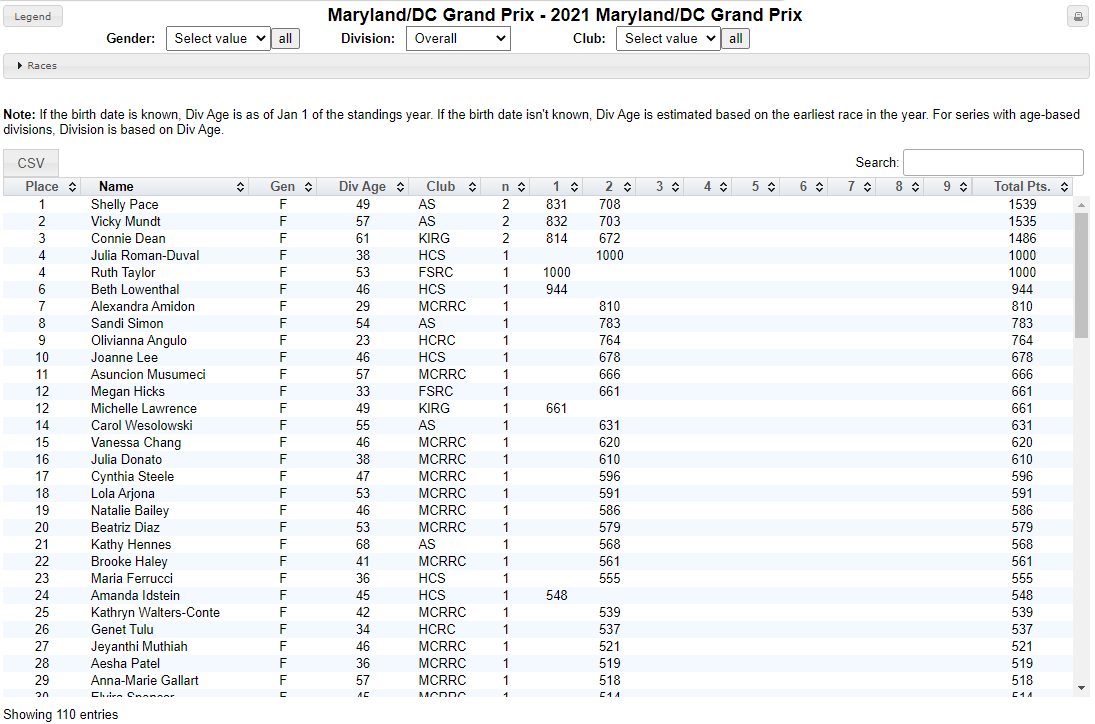 Legend
Maryland/DC Grand Prix - 2021 Maryland/DC Grand Prix
Gender: Select value all Division: Overall Club: Select value all
Races
Note: If the birth date is known, Div Age is as of Jan 1 of the standings year. If the birth date isn't known, Div Age is estimated based on the earliest race in the year. For series with age-based
divisions, Division is based on Div Age.
CSV Search:
Place Name Gen Div Age Club n 1 2 3 4 5 6 7 8 9 Total Pts.
1 Shelly Pace F 49 AS 2 831 708 1539
2 Vicky Mundt F 57 AS 2 832 703 1535
3 Connie Dean F 61 KIRG 2 814 672 1486
4 Julia Roman-Duval F 38 HCS 1 1000 1000
4 Ruth Taylor F 53 FSRC 1 1000 1000
6 Beth Lowenthal F 46 HCS 1 944 944
7 Alexandra Amidon F 29 MCRRC 1 810 810
8 Sandi Simon F 54 AS 1 783 783
9 Olivianna Angulo F 23 HCRC 1 764 764
10 Joanne Lee F 46 HCS 1 678 678
11 Asuncion Musumeci F 57 MCRRC 1 666 666
12 Megan Hicks F 33 FSRC 1 661 661
12 Michelle Lawrence F 49 KIRG 1 661 661
14 Carol Wesolowski F 55 AS 1 631 631
15 Vanessa Chang F 46 MCRRC 1 620 620
16 Julia Donato F 38 MCRRC 1 610 610
17 Cynthia Steele F 47 MCRRC 1 596 596
18 Lola Arjona F 53 MCRRC 1 591 591
19 Natalie Bailey F 46 MCRRC 1 586 586
20 Beatriz Diaz F 53 MCRRC 1 579 579
21 Kathy Hennes F 68 AS 1 568 568
22 Brooke Haley F 41 MCRRC 1 561 561
23 Maria Ferrucci F 36 HCS 1 555 555
24 Amanda Idstein F 45 HCS 1 548 548
25 Kathryn Walters-Conte F 42 MCRRC 1 539 539
26 Genet Tulu F 34 HCRC 1 537 537
27 Jeyanthi Muthiah F 46 MCRRC 1 521 521
28 Aesha Patel F 36 MCRRC 1 519 519
29 Anna-Marie Gallart F 57 MCRRC 1 518 518
30 Elvira Spencer F 45 MCRRC 1 514 514
Showing 110 entries